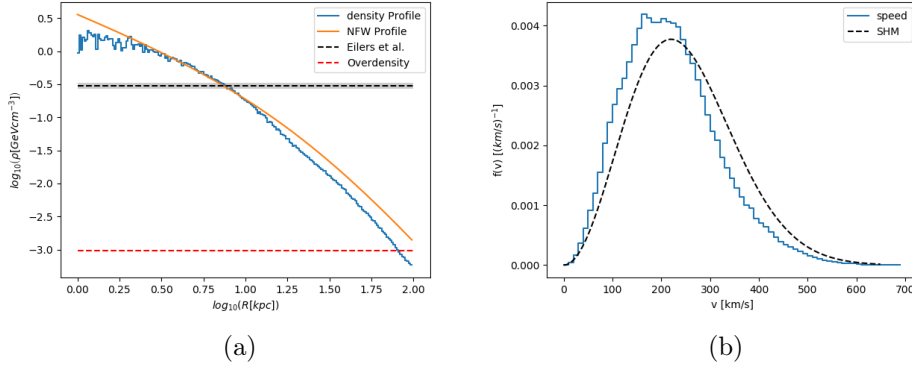 density Profile
NFW Profile
Eilers et al.
Overdensity
log₁₀(ρ[GeVcm⁻³])
0.5
0.0
−0.5
−1.0
−1.5
−2.0
−2.5
−3.0
0.00 0.25 0.50 0.75 1.00 1.25 1.50 1.75 2.00
log₁₀(R[kpc])
(a)
speed
SHM
f(v) [(km/s)⁻¹]
0.004
0.003
0.002
0.001
0.000
0 100 200 300 400 500 600 700
v [km/s]
(b)